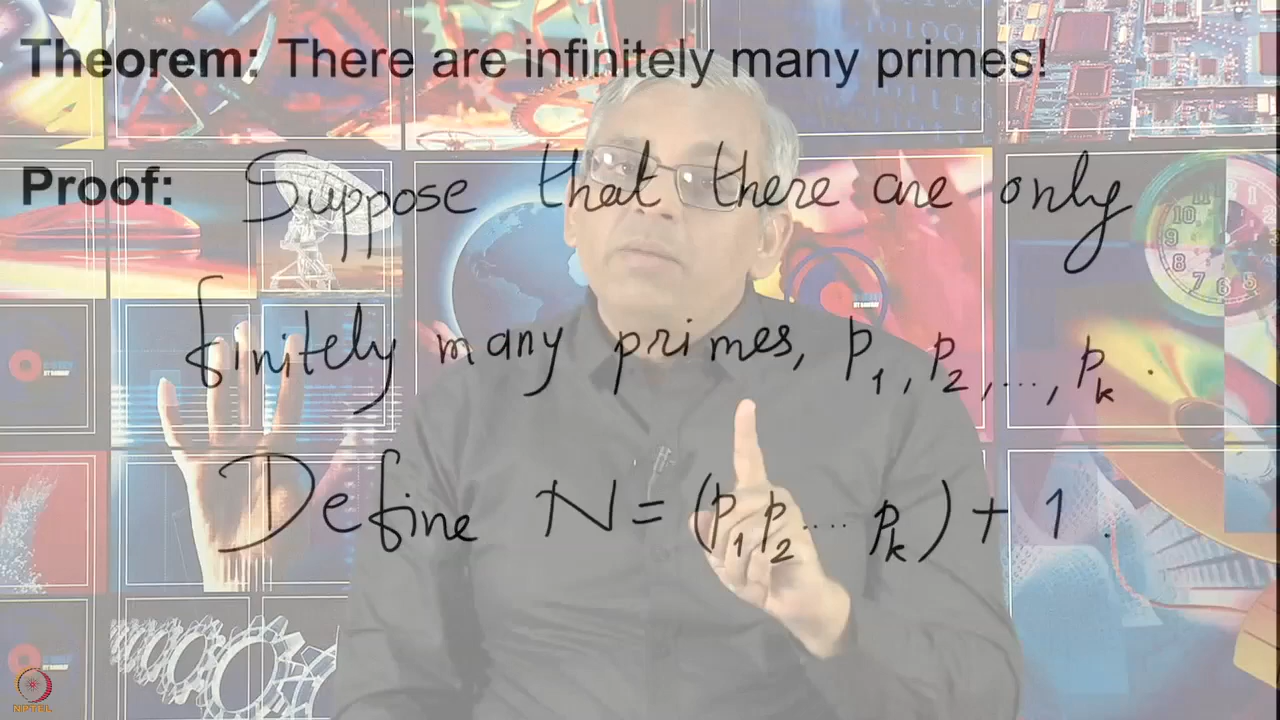 Theorem: There are infinitely many primes!
Proof: Suppose that there are only
finitely many primes, p₁, p₂, ..., pₖ.
Define N = (p₁p₂ .... pₖ) + 1.
NPTEL